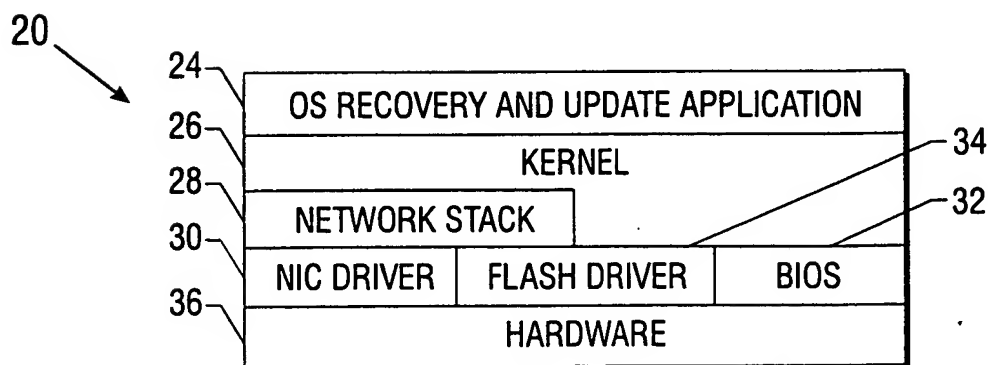 20
24
OS RECOVERY AND UPDATE APPLICATION
26
KERNEL
34
28
NETWORK STACK
32
30
NIC DRIVER FLASH DRIVER BIOS
36
HARDWARE